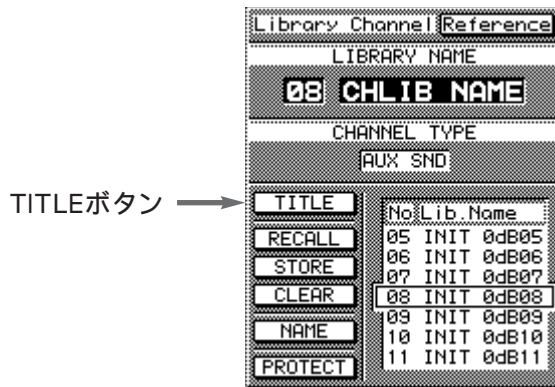 Library Channel Reference
LIBRARY NAME
08 CHLIB NAME
CHANNEL TYPE
AUX SND
TITLEボタン
TITLE
RECALL
STORE
CLEAR
NAME
PROTECT
No Lib.Name
05 INIT 0dB05
06 INIT 0dB06
07 INIT 0dB07
08 INIT 0dB08
09 INIT 0dB09
10 INIT 0dB10
11 INIT 0dB11